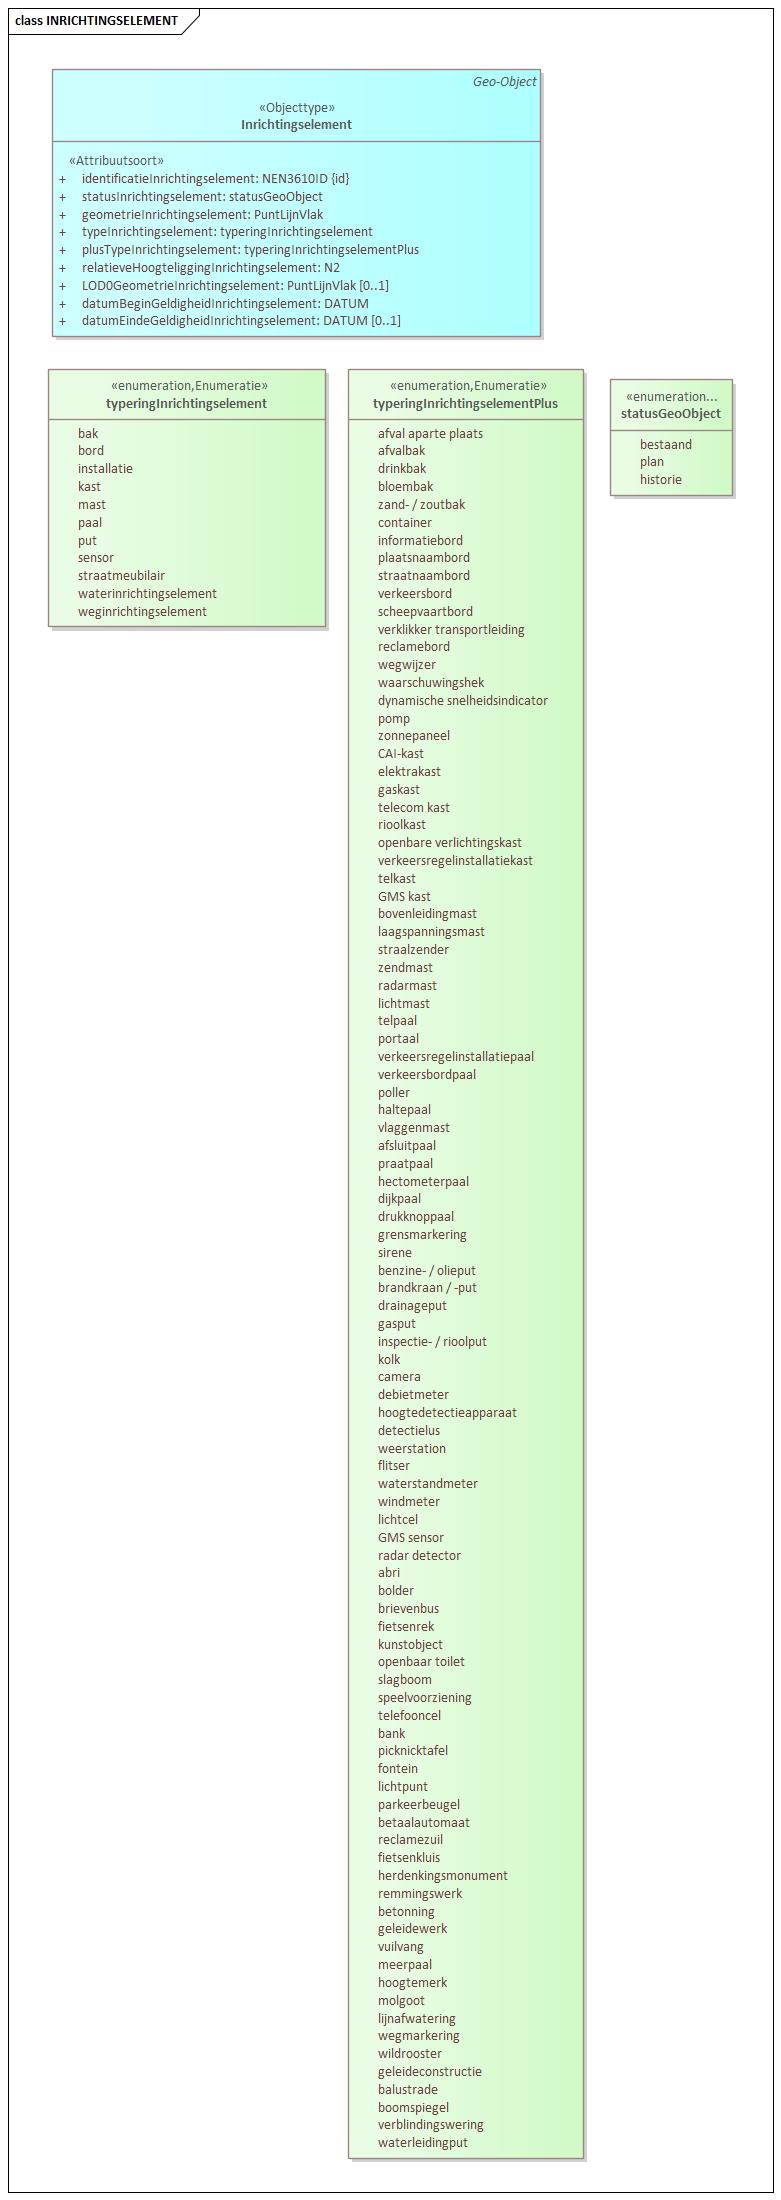 class INRICHTINGSELEMENT
Geo-Object
«Objecttype»
Inrichtingselement
«Attribuutsoort»
+ identificatieInrichtingselement: NEN3610ID {id}
+ statusInrichtingselement: statusGeoObject
+ geometrieInrichtingselement: PuntLijnVlak
+ typeInrichtingselement: typeringInrichtingselement
+ plusTypeInrichtingselement: typeringInrichtingselementPlus
+ relatieveHoogteliggingInrichtingselement: N2
+ LOD0GeometrieInrichtingselement: PuntLijnVlak [0..1]
+ datumBeginGeldigheidInrichtingselement: DATUM
+ datumEindeGeldigheidInrichtingselement: DATUM [0..1]
«enumeration,Enumeratie»
typeringInrichtingselement
bak
bord
installatie
kast
mast
paal
put
sensor
straatmeubilair
waterinrichtingselement
weginrichtingselement
«enumeration,Enumeratie»
typeringInrichtingselementPlus
afval aparte plaats
afvalbak
drinkbak
bloembak
zand- / zoutbak
container
informatiebord
plaatsnaambord
straatnaambord
verkeersbord
scheepvaartbord
verklikker transportleiding
reclamebord
wegwijzer
waarschuwingshek
dynamische snelheidsindicator
pomp
zonnepaneel
CAI-kast
elektrakast
gaskast
telecom kast
rioolkast
openbare verlichtingskast
verkeersregelinstallatiekast
telkast
GMS kast
bovenleidingmast
laagspanningsmast
straalzender
zendmast
radarmast
lichtmast
telpaal
portaal
verkeersregelinstallatiepaal
verkeersbordpaal
poller
haltepaal
vlaggenmast
afsluitpaal
praatpaal
hectometerpaal
dijkpaal
drukknoppaal
grensmarkering
sirene
benzine- / olieput
brandkraan / -put
drainageput
gasput
inspectie- / rioolput
kolk
camera
debietmeter
hoogtedetectieapparaat
detectielus
weerstation
flitser
waterstandmeter
windmeter
lichtcel
GMS sensor
radar detector
abri
bolder
brievenbus
fietsenrek
kunstobject
openbaar toilet
slagboom
speelvoorziening
telefooncel
bank
picknicktafel
fontein
lichtpunt
parkeerbeugel
betaalautomaat
reclamezuil
fietsenkluis
herdenkingsmonument
remmingswerk
betonning
geleidewerk
vuilvang
meerpaal
hoogtemerk
molgoot
lijnafwatering
wegmarkering
wildrooster
geleideconstructie
balustrade
boomspiegel
verblindingswering
waterleidingput
«enumeration...
statusGeoObject
bestaand
plan
historie